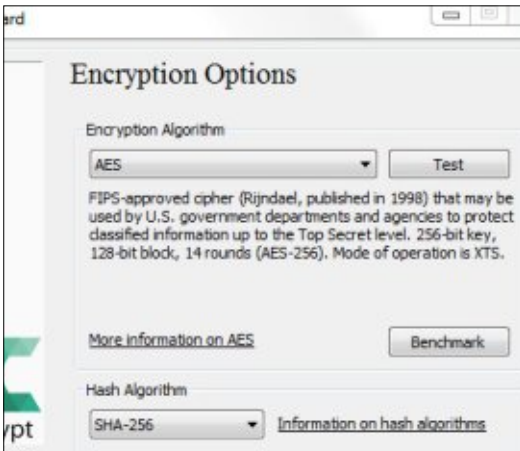 ard
Encryption Options
Encryption Algorithm
AES
Test
FIPS-approved cipher (Rijndael, published in 1998) that may be
used by U.S. government departments and agencies to protect
classified information up to the Top Secret level. 256-bit key,
128-bit block, 14 rounds (AES-256). Mode of operation is XTS.
More information on AES
Benchmark
Hash Algorithm
SHA-256
Information on hash algorithms
ypt